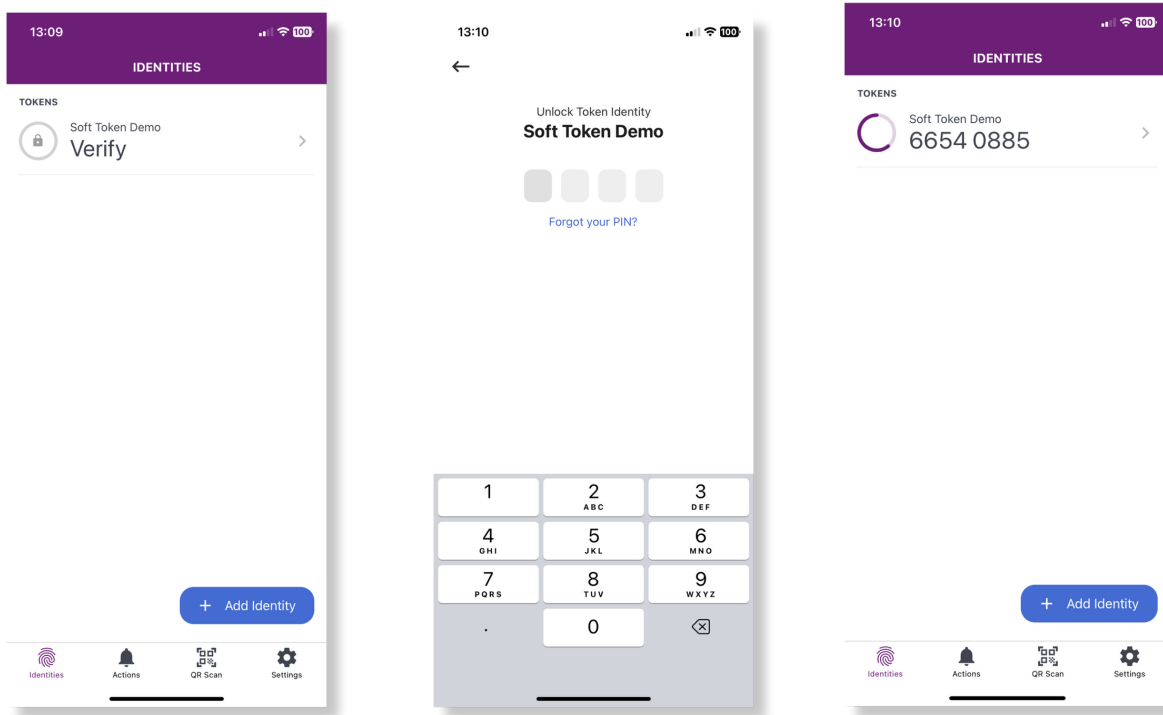 13:09
100
IDENTITIES
TOKENS
Soft Token Demo
Verify
+ Add Identity
Identities
Actions
QR Scan
Settings
13:10
100
Unlock Token Identity
Soft Token Demo
Forgot your PIN?
1
2
3
ABC
DEF
4
5
6
GHI
JKL
MNO
7
8
9
PQRS
TUV
WXYZ
.
0
13:10
100
IDENTITIES
TOKENS
Soft Token Demo
6654 0885
+ Add Identity
Identities
Actions
QR Scan
Settings